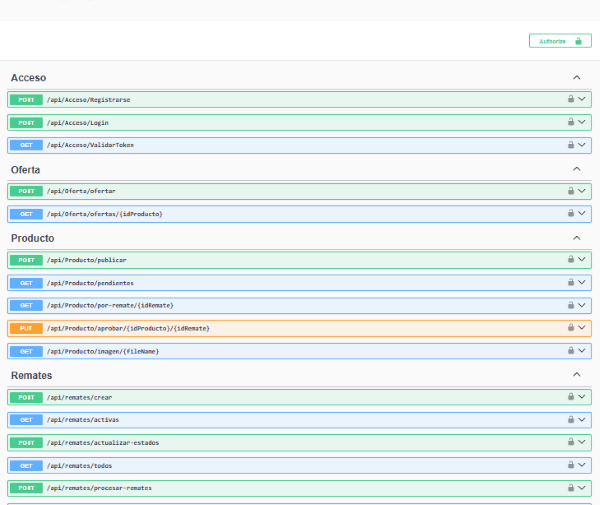 Authorize
Acceso
POST /api/Acceso/Registrarse
POST /api/Acceso/Login
GET /api/Acceso/ValidarToken
Oferta
POST /api/Oferta/ofertar
GET /api/Oferta/ofertas/{idProducto}
Producto
POST /api/Producto/publicar
GET /api/Producto/pendientes
GET /api/Producto/por-remate/{idRemate}
PUT /api/Producto/aprobar/{idProducto}/{idRemate}
GET /api/Producto/imagen/{fileName}
Remates
POST /api/remates/crear
GET /api/remates/activas
POST /api/remates/actualizar-estados
GET /api/remates/todos
POST /api/remates/procesar-remates